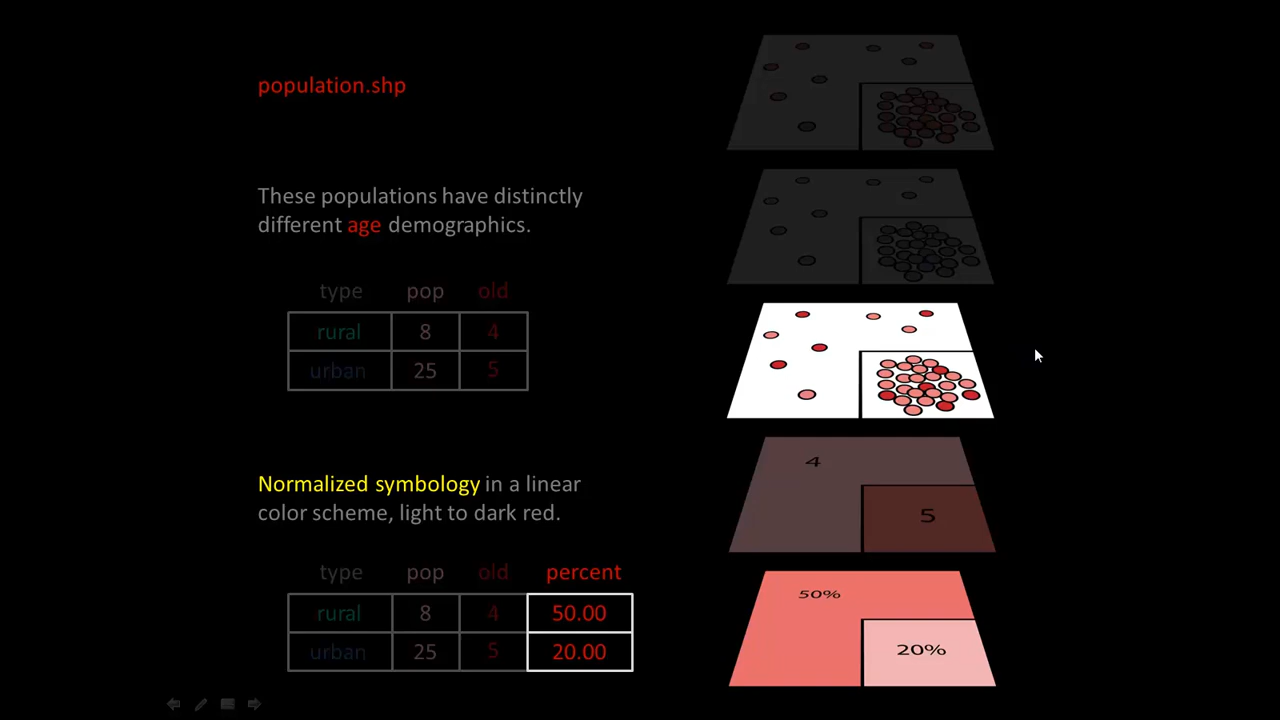 population.shp
These populations have distinctly
different age demographics.
type pop old
rural 8 4
urban 25 5
4
5
Normalized symbology in a linear
color scheme, light to dark red.
type pop old percent
rural 8 4 50.00
urban 25 5 20.00
50%
20%